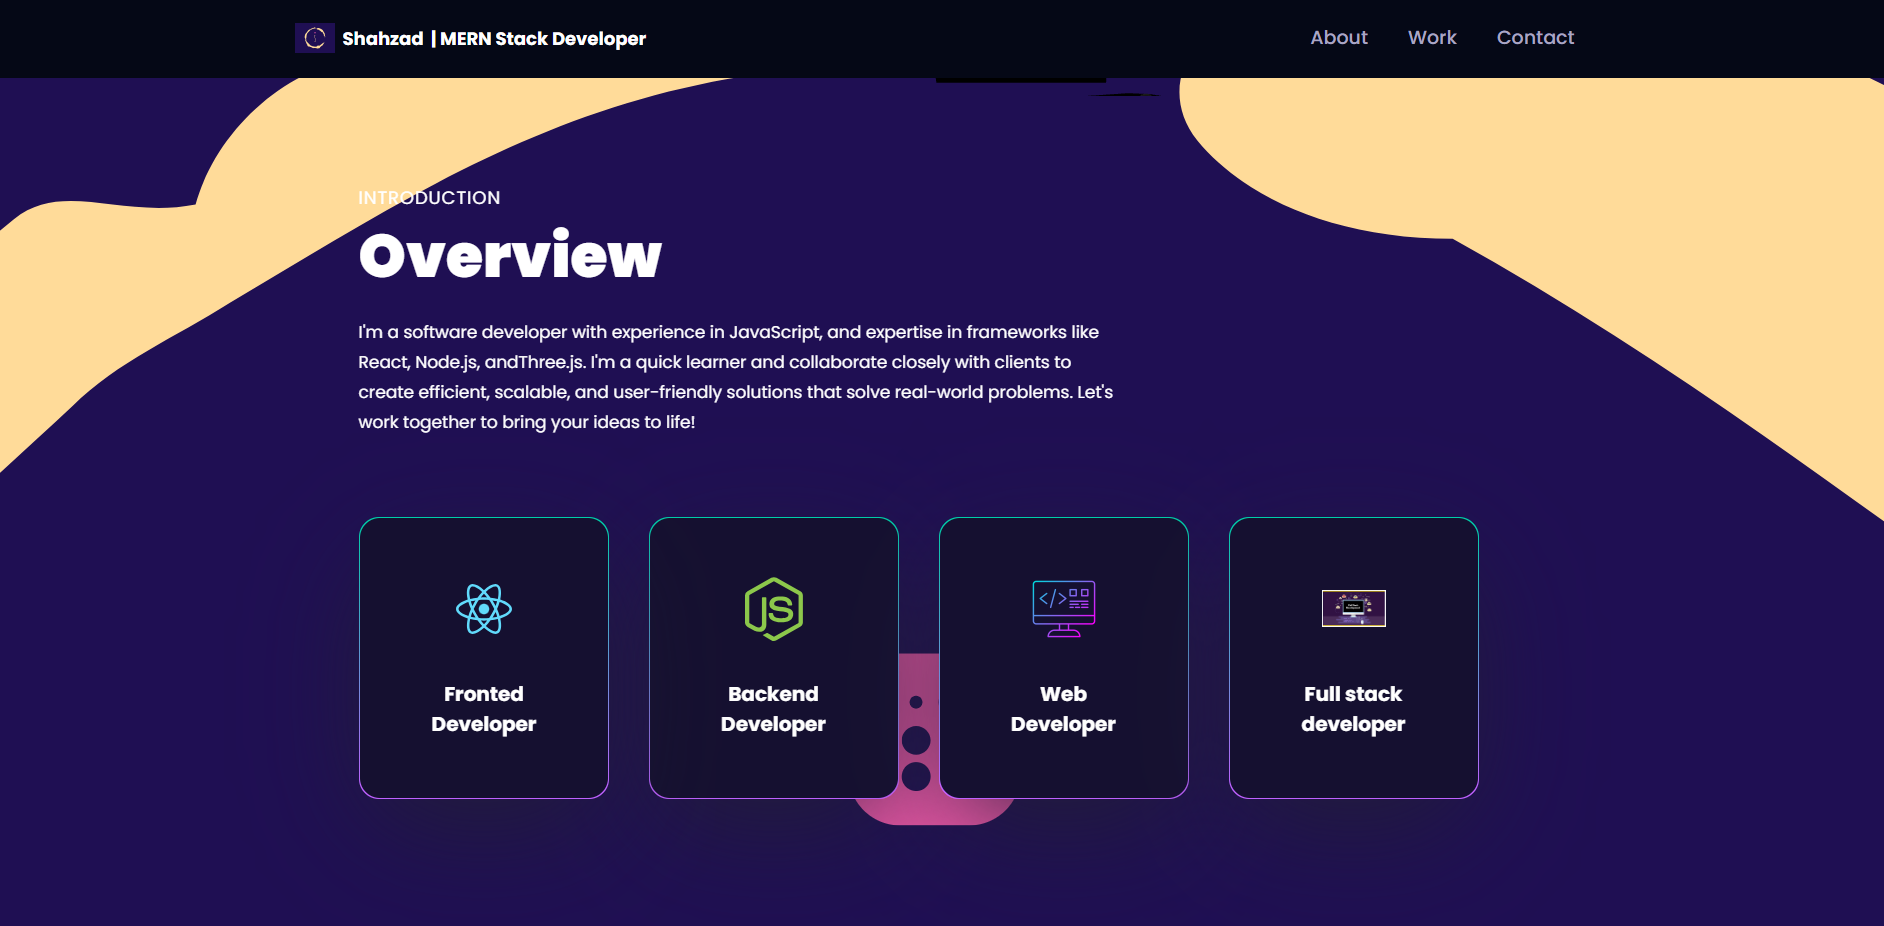 Shahzad | MERN Stack Developer
About
Work
Contact
INTRODUCTION
Overview
I'm a software developer with experience in JavaScript, and expertise in frameworks like
React, Node.js, andThree.js. I'm a quick learner and collaborate closely with clients to
create efficient, scalable, and user-friendly solutions that solve real-world problems. Let's
work together to bring your ideas to life!
JS
Fronted
Developer
Backend
Developer
</>
Web
Developer
Full stack
developer